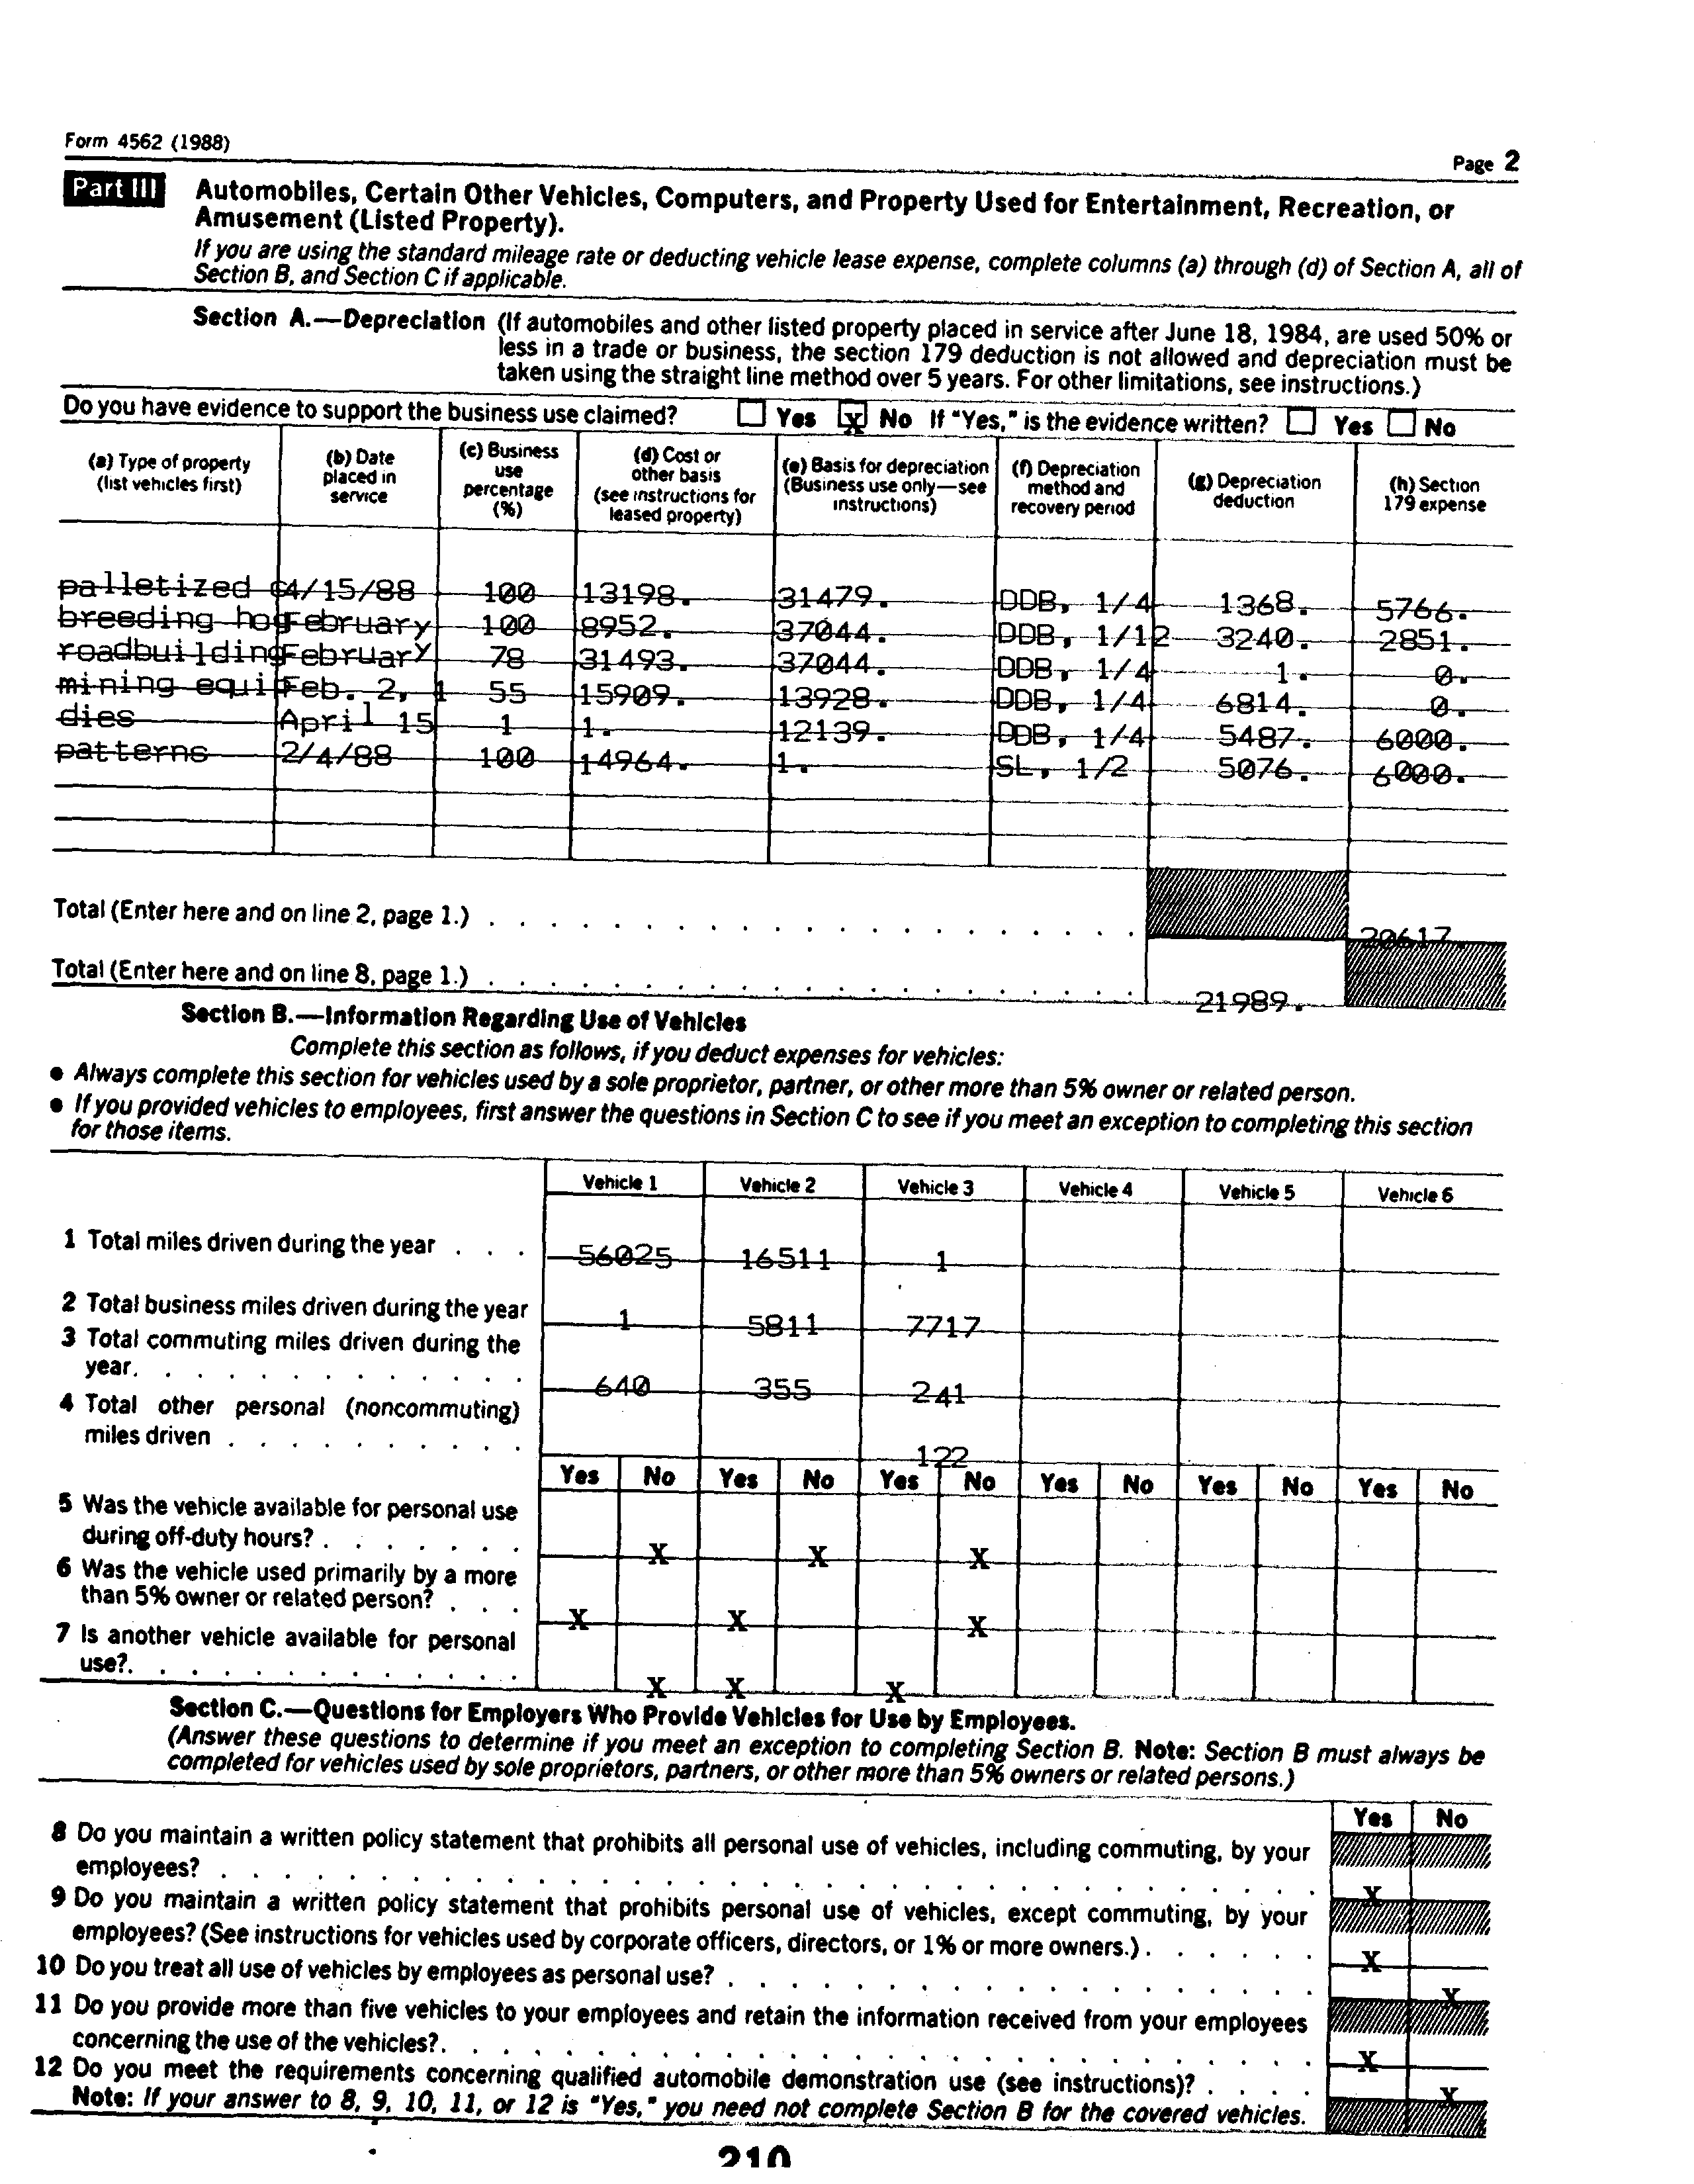 Form 4562 (1988)
Page 2
Part III Automobiles, Certain Other Vehicles, Computers, and Property Used for Entertainment, Recreation, or
Amusement (Listed Property).
If you are using the standard mileage rate or deducting vehicle lease expense, complete columns (a) through (d) of Section A, all of
Section B, and Section C if applicable.
Section A.—Depreciation (If automobiles and other listed property placed in service after June 18, 1984, are used 50% or
less in a trade or business, the section 179 deduction is not allowed and depreciation must be
taken using the straight line method over 5 years. For other limitations, see instructions.)
Do you have evidence to support the business use claimed? Yes X No If "Yes," is the evidence written? Yes No
(a) Type of property (list vehicles first) (b) Date placed in service (c) Business use percentage (%) (d) Cost or other basis (see instructions for leased property) (e) Basis for depreciation (Business use only—see instructions) (f) Depreciation method and recovery period (g) Depreciation deduction (h) Section 179 expense
palletized 4/15/88 100 13198. 31479. DDB, 1/4 1368. 5766.
breeding hog February 100 8952. 37044. DDB, 1/12 3240. 2851.
roadbuilding February 78 31493. 37044. DDB, 1/4 1. 0.
mining equi Feb. 2, 1 55 15909. 13928. DDB, 1/4 6814. 0.
dies April 15 1 1. 12139. DDB, 1/4 5487. 6000.
patterns 2/4/88 100 14964. 1. SL, 1/2 5076. 6000.
Total (Enter here and on line 2, page 1.) 20617.
Total (Enter here and on line 8, page 1.) 21989.
Section B.—Information Regarding Use of Vehicles
Complete this section as follows, if you deduct expenses for vehicles:
● Always complete this section for vehicles used by a sole proprietor, partner, or other more than 5% owner or related person.
● If you provided vehicles to employees, first answer the questions in Section C to see if you meet an exception to completing this section
for those items.
Vehicle 1 Vehicle 2 Vehicle 3 Vehicle 4 Vehicle 5 Vehicle 6
1 Total miles driven during the year . . . 56025 16511 1
2 Total business miles driven during the year 1 5811 7717
3 Total commuting miles driven during the
year. . . . . . . . . . . . . 640 355 241
4 Total other personal (noncommuting)
miles driven . . . . . . . . . . 122
Yes No Yes No Yes No Yes No Yes No Yes No
5 Was the vehicle available for personal use
during off-duty hours? . . . . . . . X X X
6 Was the vehicle used primarily by a more
than 5% owner or related person? . . . X X X
7 Is another vehicle available for personal
use?. . . . . . . . . . . . . X X X
Section C.—Questions for Employers Who Provide Vehicles for Use by Employees.
(Answer these questions to determine if you meet an exception to completing Section B. Note: Section B must always be
completed for vehicles used by sole proprietors, partners, or other more than 5% owners or related persons.)
Yes No
8 Do you maintain a written policy statement that prohibits all personal use of vehicles, including commuting, by your
employees? X
9 Do you maintain a written policy statement that prohibits personal use of vehicles, except commuting, by your
employees? (See instructions for vehicles used by corporate officers, directors, or 1% or more owners.) . . . . . . X
10 Do you treat all use of vehicles by employees as personal use? X
11 Do you provide more than five vehicles to your employees and retain the information received from your employees
concerning the use of the vehicles?. X
12 Do you meet the requirements concerning qualified automobile demonstration use (see instructions)? . . . . X
Note: If your answer to 8, 9, 10, 11, or 12 is "Yes," you need not complete Section B for the covered vehicles.
210